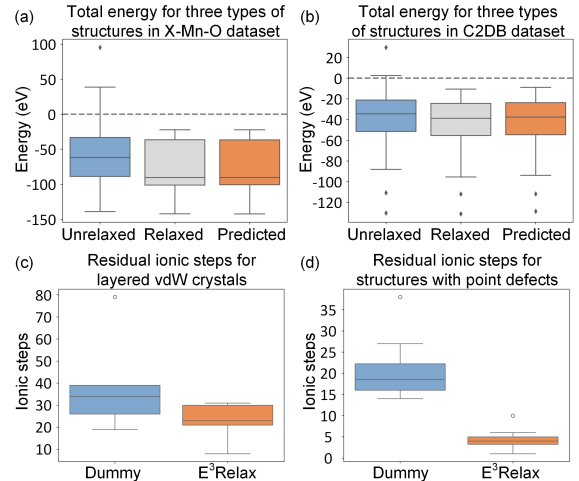 (a)
Total energy for three types of
structures in X-Mn-O dataset
Energy (eV)
100
50
0
-50
-100
-150
Unrelaxed Relaxed Predicted
(b)
Total energy for three types
of structures in C2DB dataset
Energy (eV)
20
0
-20
-40
-60
-80
-100
-120
Unrelaxed Relaxed Predicted
(c)
Residual ionic steps for
layered vdW crystals
Ionic steps
80
70
60
50
40
30
20
10
Dummy E³Relax
(d)
Residual ionic steps for
structures with point defects
Ionic steps
35
30
25
20
15
10
5
0
Dummy E³Relax